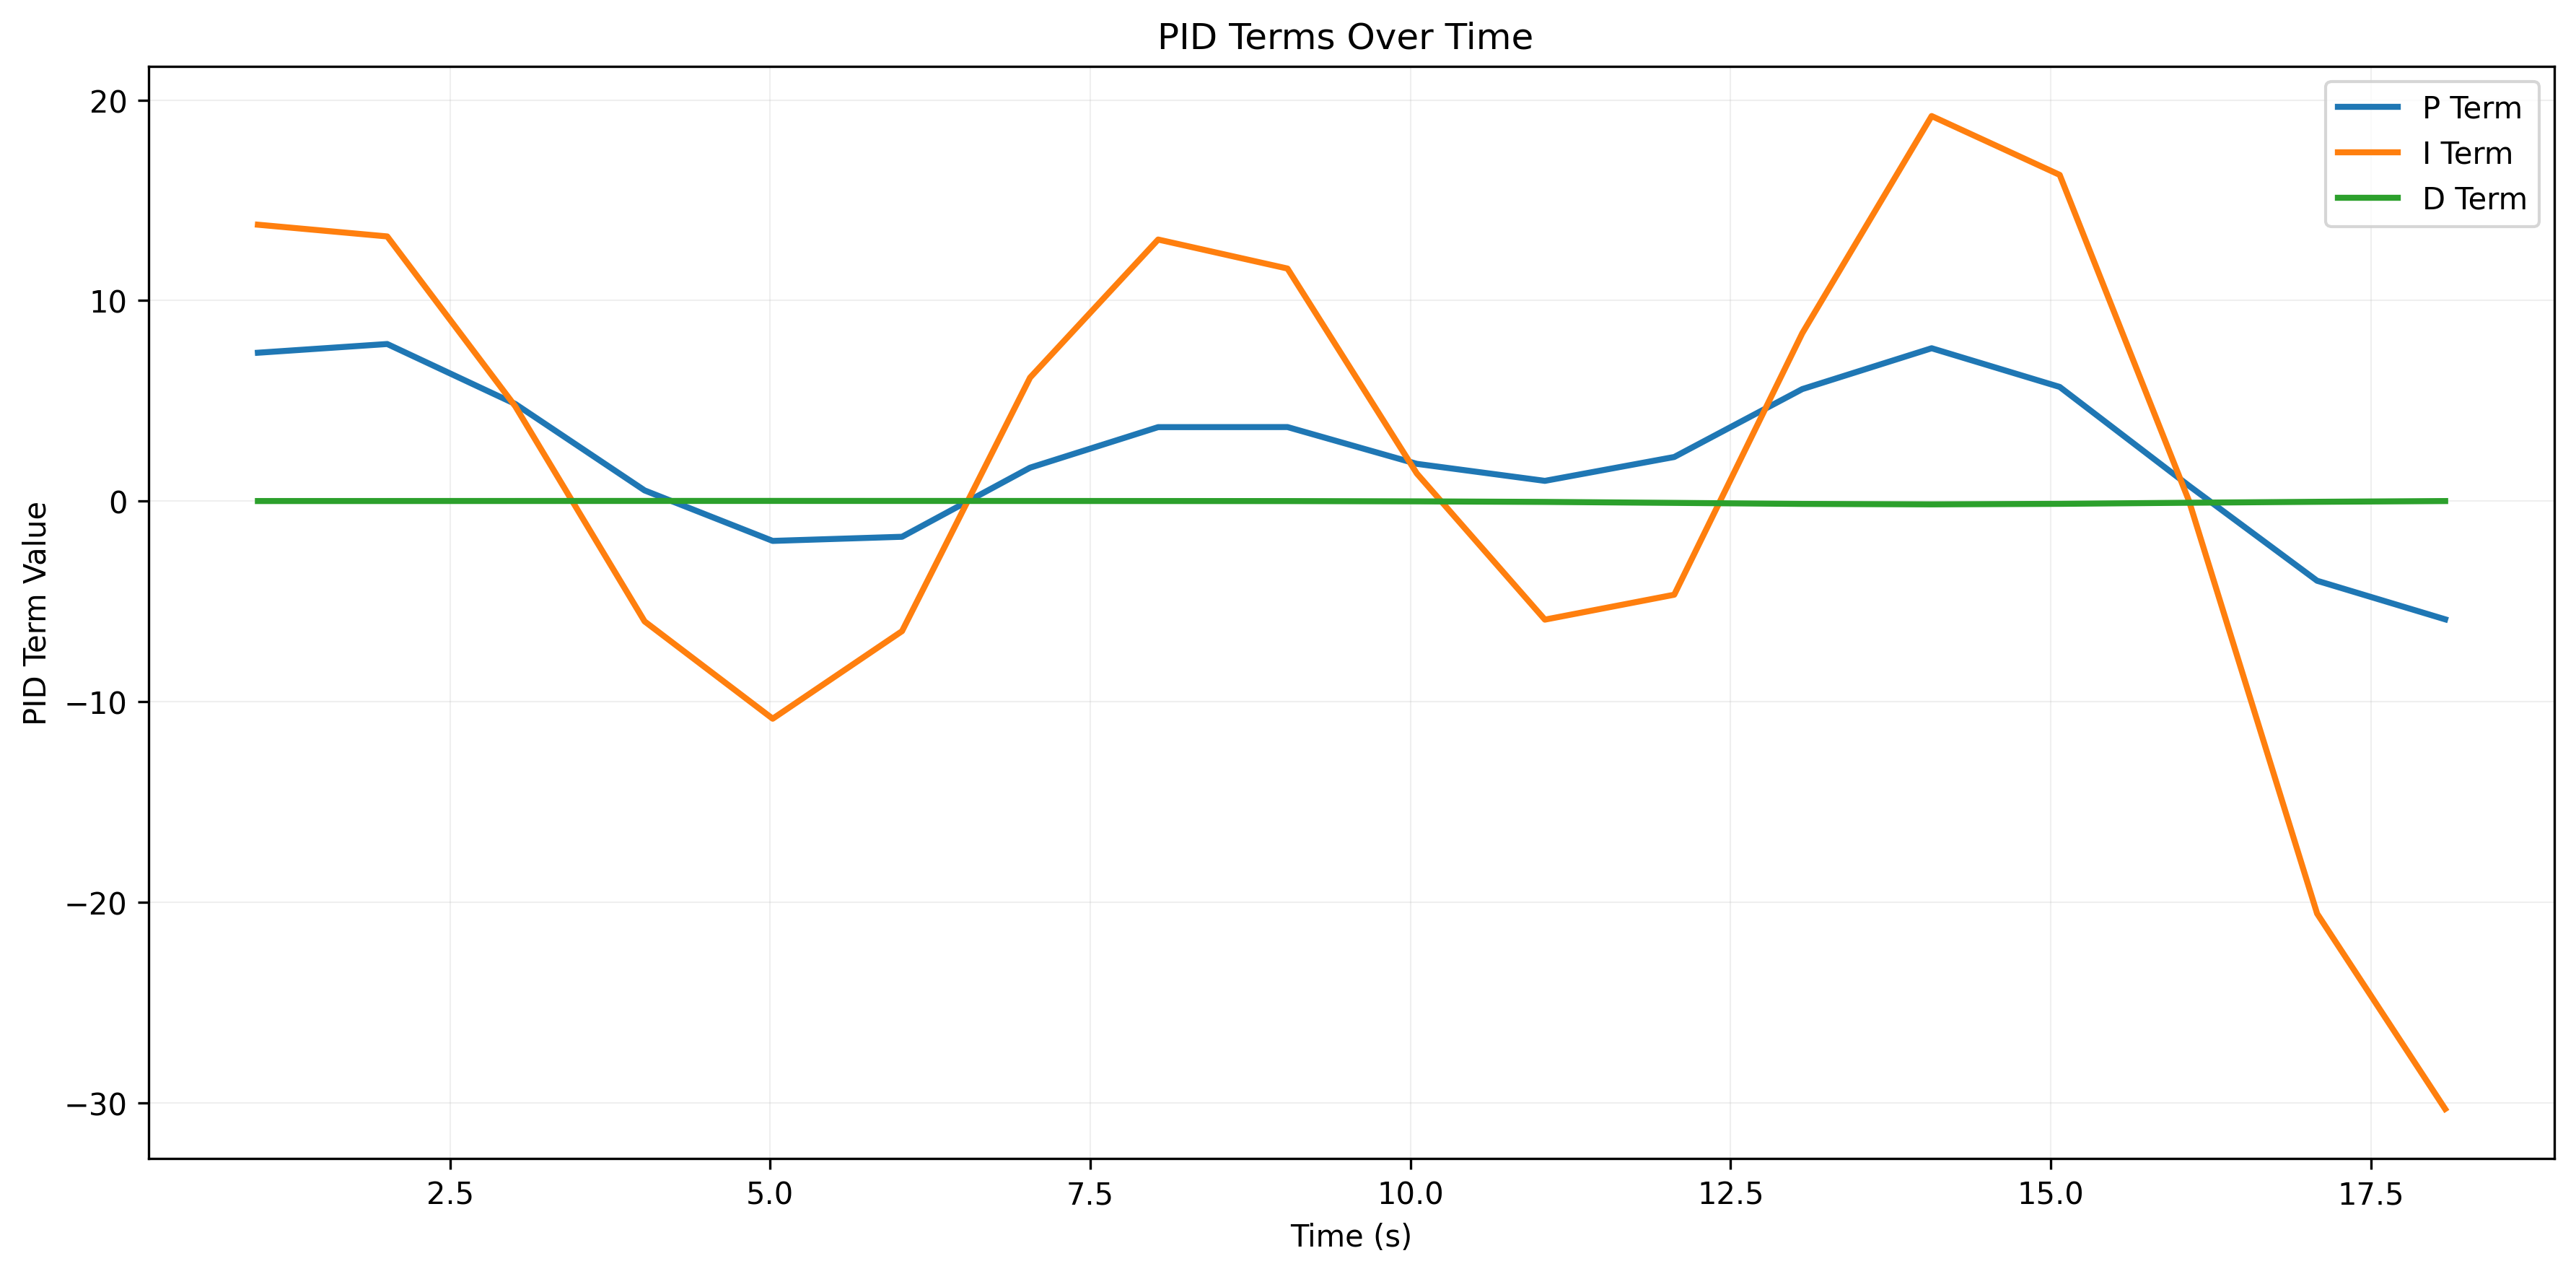 PID Terms Over Time
20
10
0
−10
−20
−30
PID Term Value
P Term
I Term
D Term
2.5 5.0 7.5 10.0 12.5 15.0 17.5
Time (s)